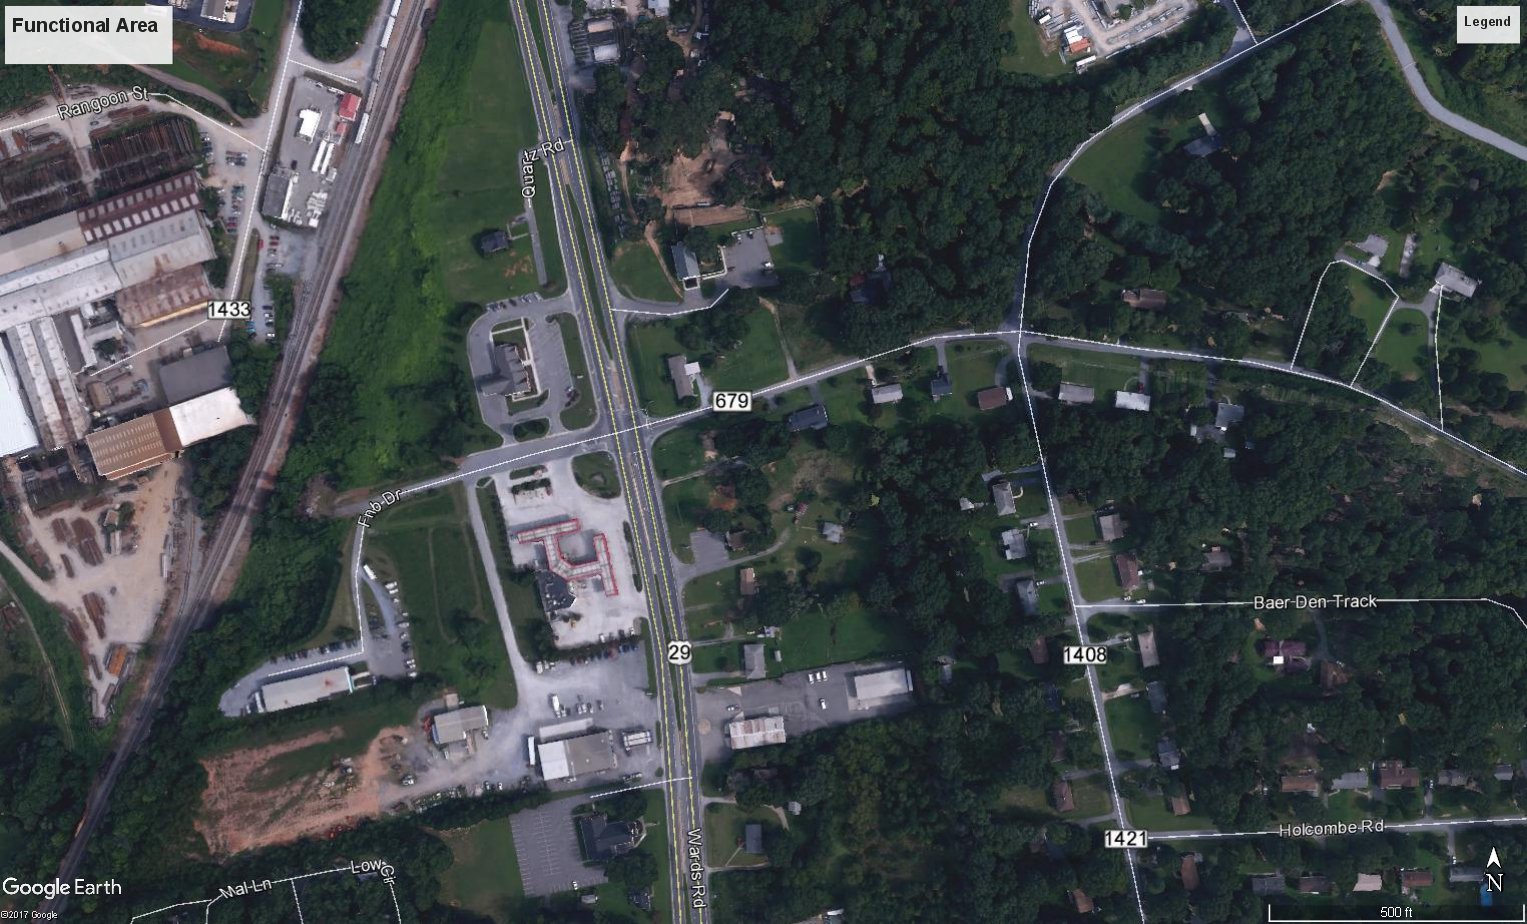 Functional Area
Legend
Rangoon St
Quartz Rd
1433
679
Fnb Dr
29
Baer Den Track
1408
1421
Holcombe Rd
Wards Rd
Low Cir
Mal Ln
Google Earth
©2017 Google
N
500 ft